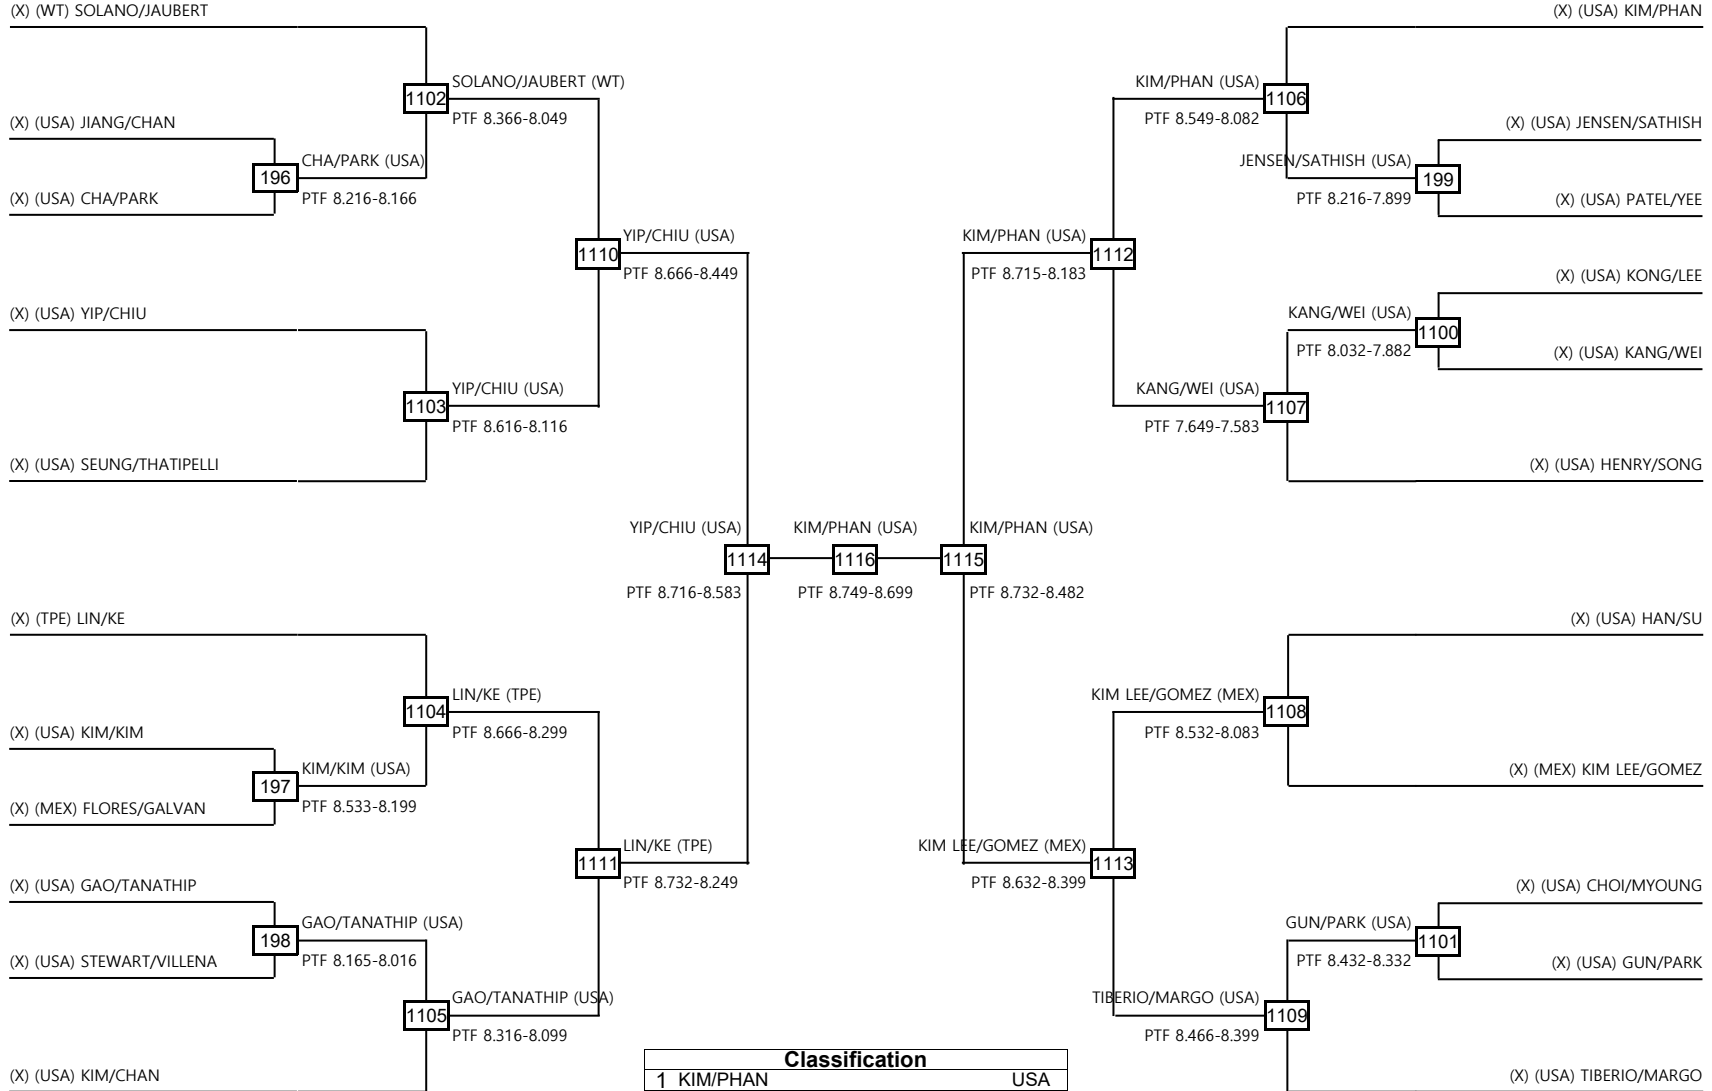 (X) (WT) SOLANO/JAUBERT
(X) (USA) KIM/PHAN
SOLANO/JAUBERT (WT)
KIM/PHAN (USA)
1102
1106
PTF 8.366-8.049
PTF 8.549-8.082
(X) (USA) JIANG/CHAN
(X) (USA) JENSEN/SATHISH
CHA/PARK (USA)
JENSEN/SATHISH (USA)
196
199
(X) (USA) CHA/PARK
PTF 8.216-8.166
PTF 8.216-7.899
(X) (USA) PATEL/YEE
YIP/CHIU (USA)
KIM/PHAN (USA)
1110
1112
PTF 8.666-8.449
PTF 8.715-8.183
(X) (USA) KONG/LEE
(X) (USA) YIP/CHIU
KANG/WEI (USA)
1100
PTF 8.032-7.882
(X) (USA) KANG/WEI
YIP/CHIU (USA)
KANG/WEI (USA)
1103
1107
PTF 8.616-8.116
PTF 7.649-7.583
(X) (USA) SEUNG/THATIPELLI
(X) (USA) HENRY/SONG
YIP/CHIU (USA)
KIM/PHAN (USA)
KIM/PHAN (USA)
1114
1116
1115
PTF 8.716-8.583
PTF 8.749-8.699
PTF 8.732-8.482
(X) (TPE) LIN/KE
(X) (USA) HAN/SU
LIN/KE (TPE)
KIM LEE/GOMEZ (MEX)
1104
1108
PTF 8.666-8.299
PTF 8.532-8.083
(X) (USA) KIM/KIM
KIM/KIM (USA)
(X) (MEX) KIM LEE/GOMEZ
197
(X) (MEX) FLORES/GALVAN
PTF 8.533-8.199
LIN/KE (TPE)
KIM LEE/GOMEZ (MEX)
1111
1113
PTF 8.732-8.249
PTF 8.632-8.399
(X) (USA) GAO/TANATHIP
(X) (USA) CHOI/MYOUNG
GAO/TANATHIP (USA)
GUN/PARK (USA)
198
1101
(X) (USA) STEWART/VILLENA
PTF 8.165-8.016
PTF 8.432-8.332
(X) (USA) GUN/PARK
GAO/TANATHIP (USA)
TIBERIO/MARGO (USA)
1105
1109
PTF 8.316-8.099
PTF 8.466-8.399
Classification
(X) (USA) KIM/CHAN
1 KIM/PHAN USA
(X) (USA) TIBERIO/MARGO